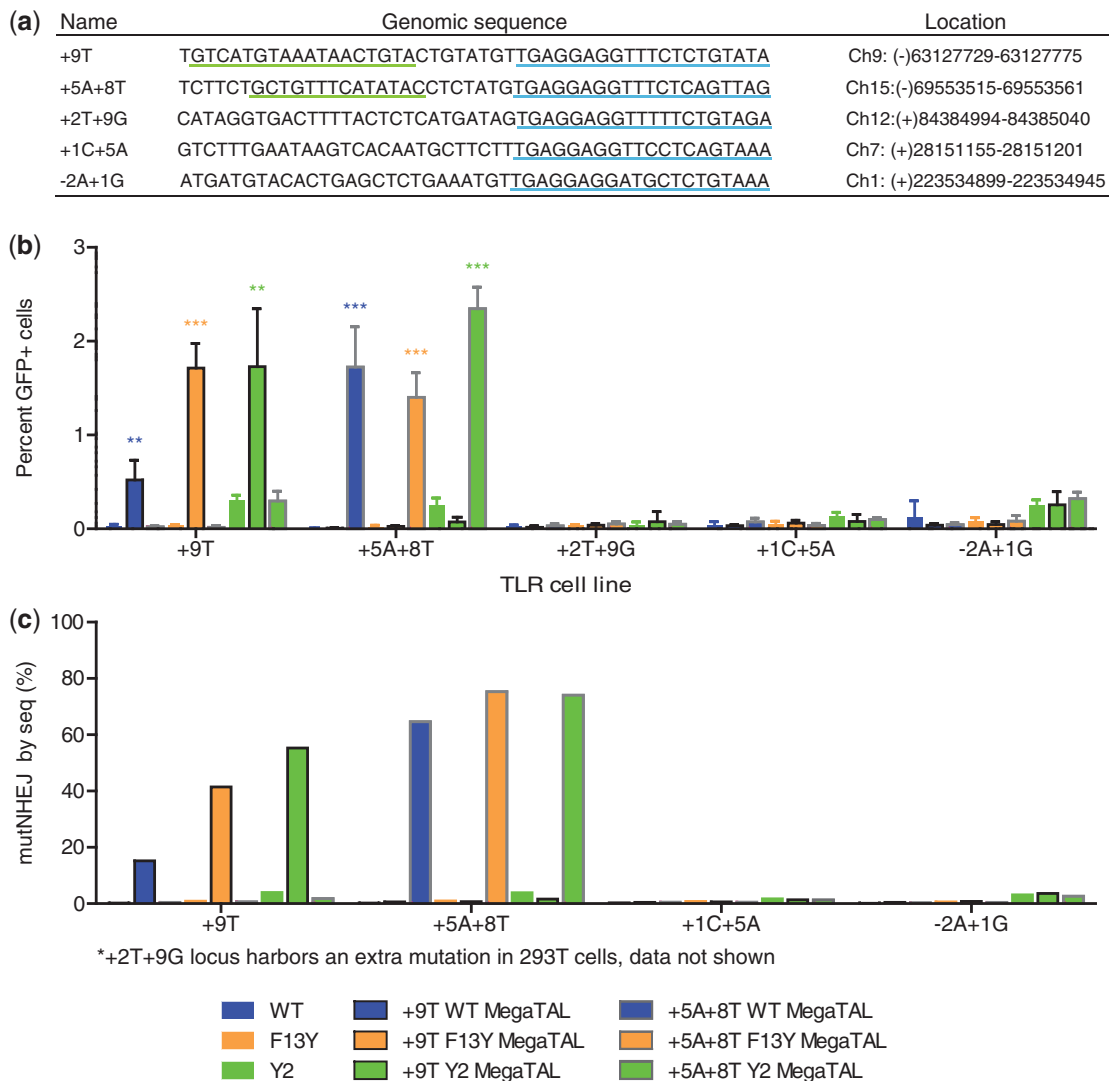 (a) Name Genomic sequence Location
+9T TGTCATGTAAATAACTGTACTGTATGTTGAGGAGGTTTCTCTGTATA Ch9: (-)63127729-63127775
+5A+8T TCTTCTGCTGTTTCATATACCTCTATGTGAGGAGGTTTCTCAGTTAG Ch15:(-)69553515-69553561
+2T+9G CATAGGTGACTTTTACTCTCATGATAGTGAGGAGGTTTTTCTGTAGA Ch12:(+)84384994-84385040
+1C+5A GTCTTTGAATAAGTCACAATGCTTCTTTGAGGAGGTTCCTCAGTAAA Ch7: (+)28151155-28151201
-2A+1G ATGATGTACACTGAGCTCTGAAATGTTGAGGAGGATGCTCTGTAAA Ch1: (+)223534899-223534945
(b)
Percent GFP+ cells
3
2
1
0
** *** ** *** *** ***
+9T +5A+8T +2T+9G +1C+5A -2A+1G
TLR cell line
(c)
mutNHEJ by seq (%)
100
80
60
40
20
0
+9T +5A+8T +1C+5A -2A+1G
*+2T+9G locus harbors an extra mutation in 293T cells, data not shown
WT +9T WT MegaTAL +5A+8T WT MegaTAL
F13Y +9T F13Y MegaTAL +5A+8T F13Y MegaTAL
Y2 +9T Y2 MegaTAL +5A+8T Y2 MegaTAL